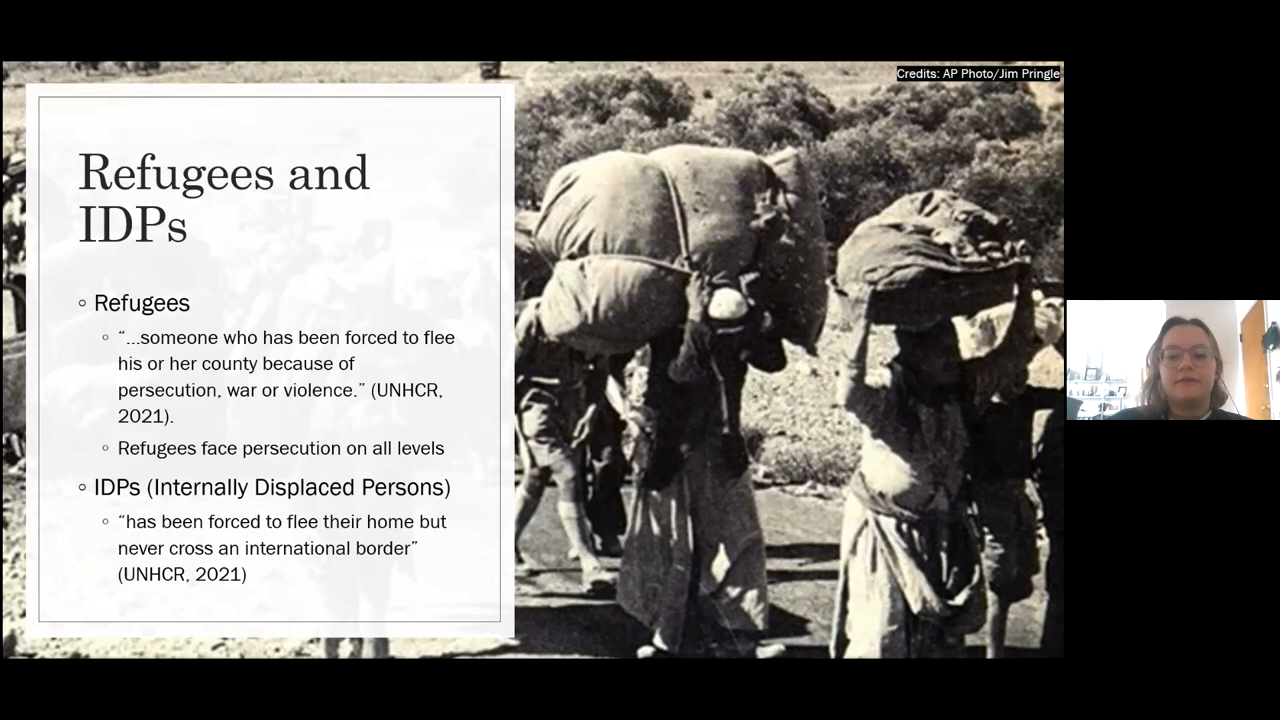 Credits: AP Photo/Jim Pringle
Refugees and
IDPs
◦ Refugees
◦ “…someone who has been forced to flee
his or her county because of
persecution, war or violence.” (UNHCR,
2021).
◦ Refugees face persecution on all levels
◦ IDPs (Internally Displaced Persons)
◦ “has been forced to flee their home but
never cross an international border”
(UNHCR, 2021)